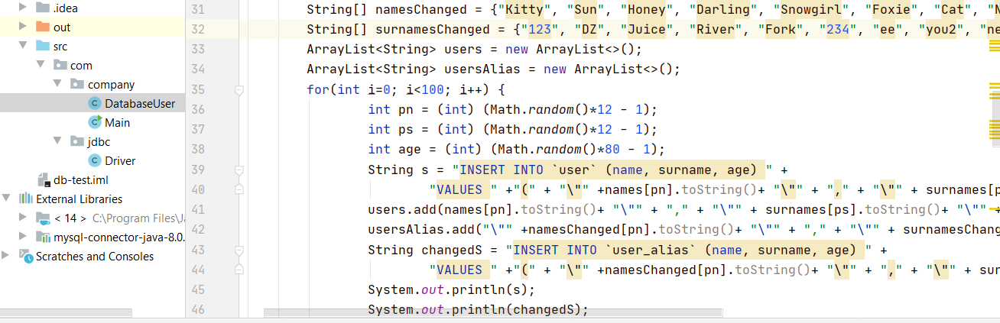 .idea
out
src
com
company
DatabaseUser
Main
jdbc
Driver
db-test.iml
External Libraries
< 14 > C:\Program Files\Ja
mysql-connector-java-8.0.
Scratches and Consoles
31 String[] namesChanged = {"Kitty", "Sun", "Honey", "Darling", "Snowgirl", "Foxie", "Cat", "N
32 String[] surnamesChanged = {"123", "DZ", "Juice", "River", "Fork", "234", "ee", "you2", "ne
33 ArrayList<String> users = new ArrayList<>();
34 ArrayList<String> usersAlias = new ArrayList<>();
35 for(int i=0; i<100; i++) {
36 int pn = (int) (Math.random()*12 - 1);
37 int ps = (int) (Math.random()*12 - 1);
38 int age = (int) (Math.random()*80 - 1);
39 String s = "INSERT INTO `user` (name, surname, age) " +
40 "VALUES " +"(" + "\"" +names[pn].toString()+ "\"" + "," + "\"" + surnames[p
41 users.add(names[pn].toString()+ "\"" + "," + "\"" + surnames[ps].toString()+ "\"" +
42 usersAlias.add("\"" +namesChanged[pn].toString()+ "\"" + "," + "\"" + surnamesChang
43 String changedS = "INSERT INTO `user_alias` (name, surname, age) " +
44 "VALUES " +"(" + "\"" +namesChanged[pn].toString()+ "\"" + "," + "\"" + sur
45 System.out.println(s);
46 System.out.println(changedS);